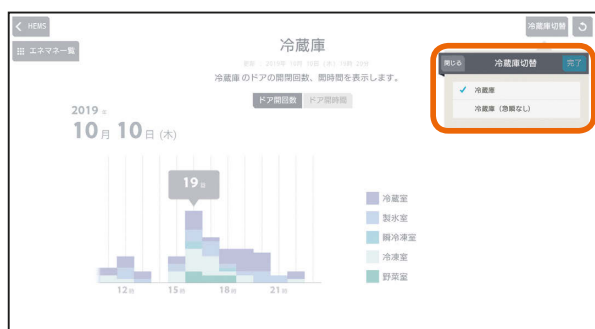 HEMS
冷蔵庫切替
エネマネ一覧
冷蔵庫
冷蔵庫のドアの開閉回数、開時間を表示します。
ドア開回数
ドア開時間
閉じる
冷蔵庫切替
完了
冷蔵庫
冷蔵庫（急瞬なし）
2019年
10月10日(木)
19回
冷蔵室
製氷室
瞬冷凍室
冷凍室
野菜室
12時
15時
18時
21時